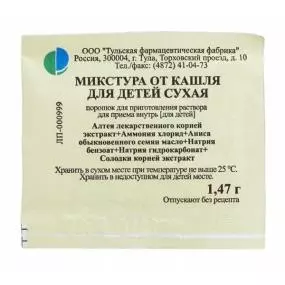 ООО "Тульская фармацевтическая фабрика"
Россия, 300004, г. Тула, Торховский проезд, д. 10
Тел./факс: (4872) 41-04-73
МИКСТУРА ОТ КАШЛЯ
ДЛЯ ДЕТЕЙ СУХАЯ
порошок для приготовления раствора
для приема внутрь [для детей]
Алтея лекарственного корней
экстракт+Аммония хлорид+Аниса
обыкновенного семян масло+Натрия
бензоат+Натрия гидрокарбонат+
Солодки корней экстракт
Хранить в сухом месте при температуре не выше 25 °С.
Хранить в недоступном для детей месте.
1,47 г
Отпускают без рецепта
ЛП-000999